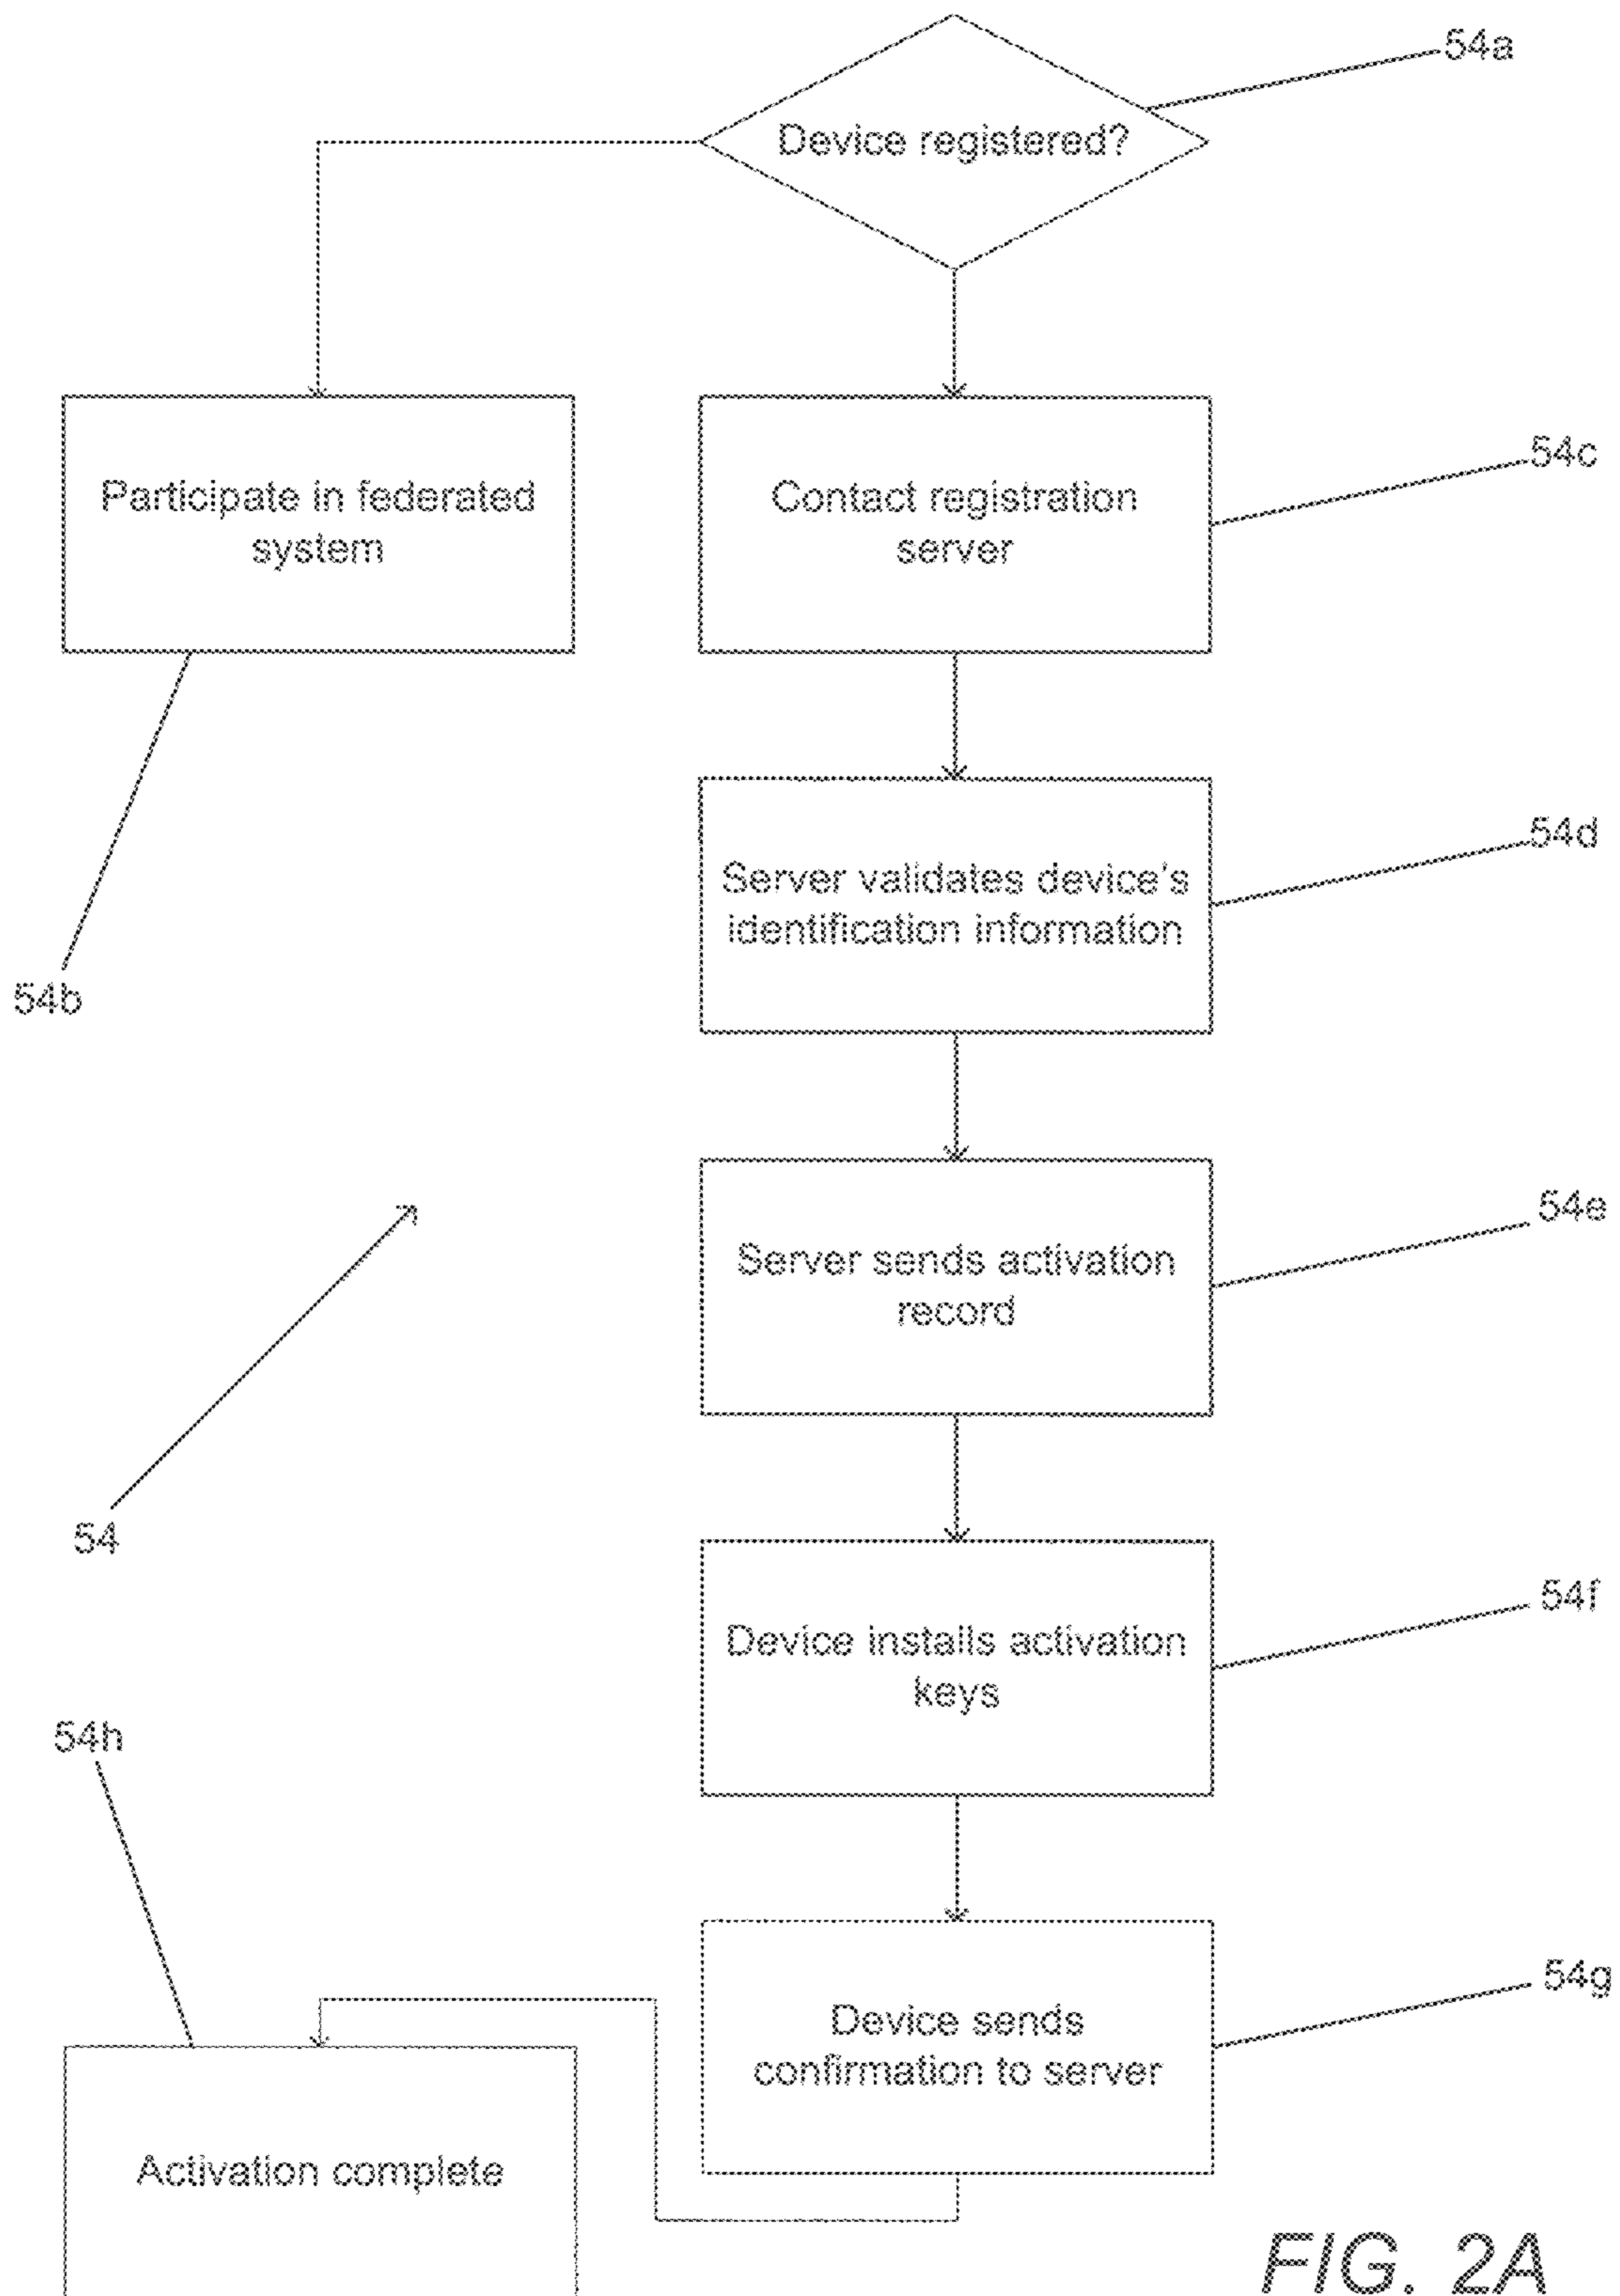 54a
Device registered?
Participate in federated
system
Contact registration
server
54c
54d
Server validates device's
identification information
54b
54e
Server sends activation
record
54
54f
Device installs activation
keys
54h
54g
Device sends
confirmation to server
Activation complete
FIG. 2A